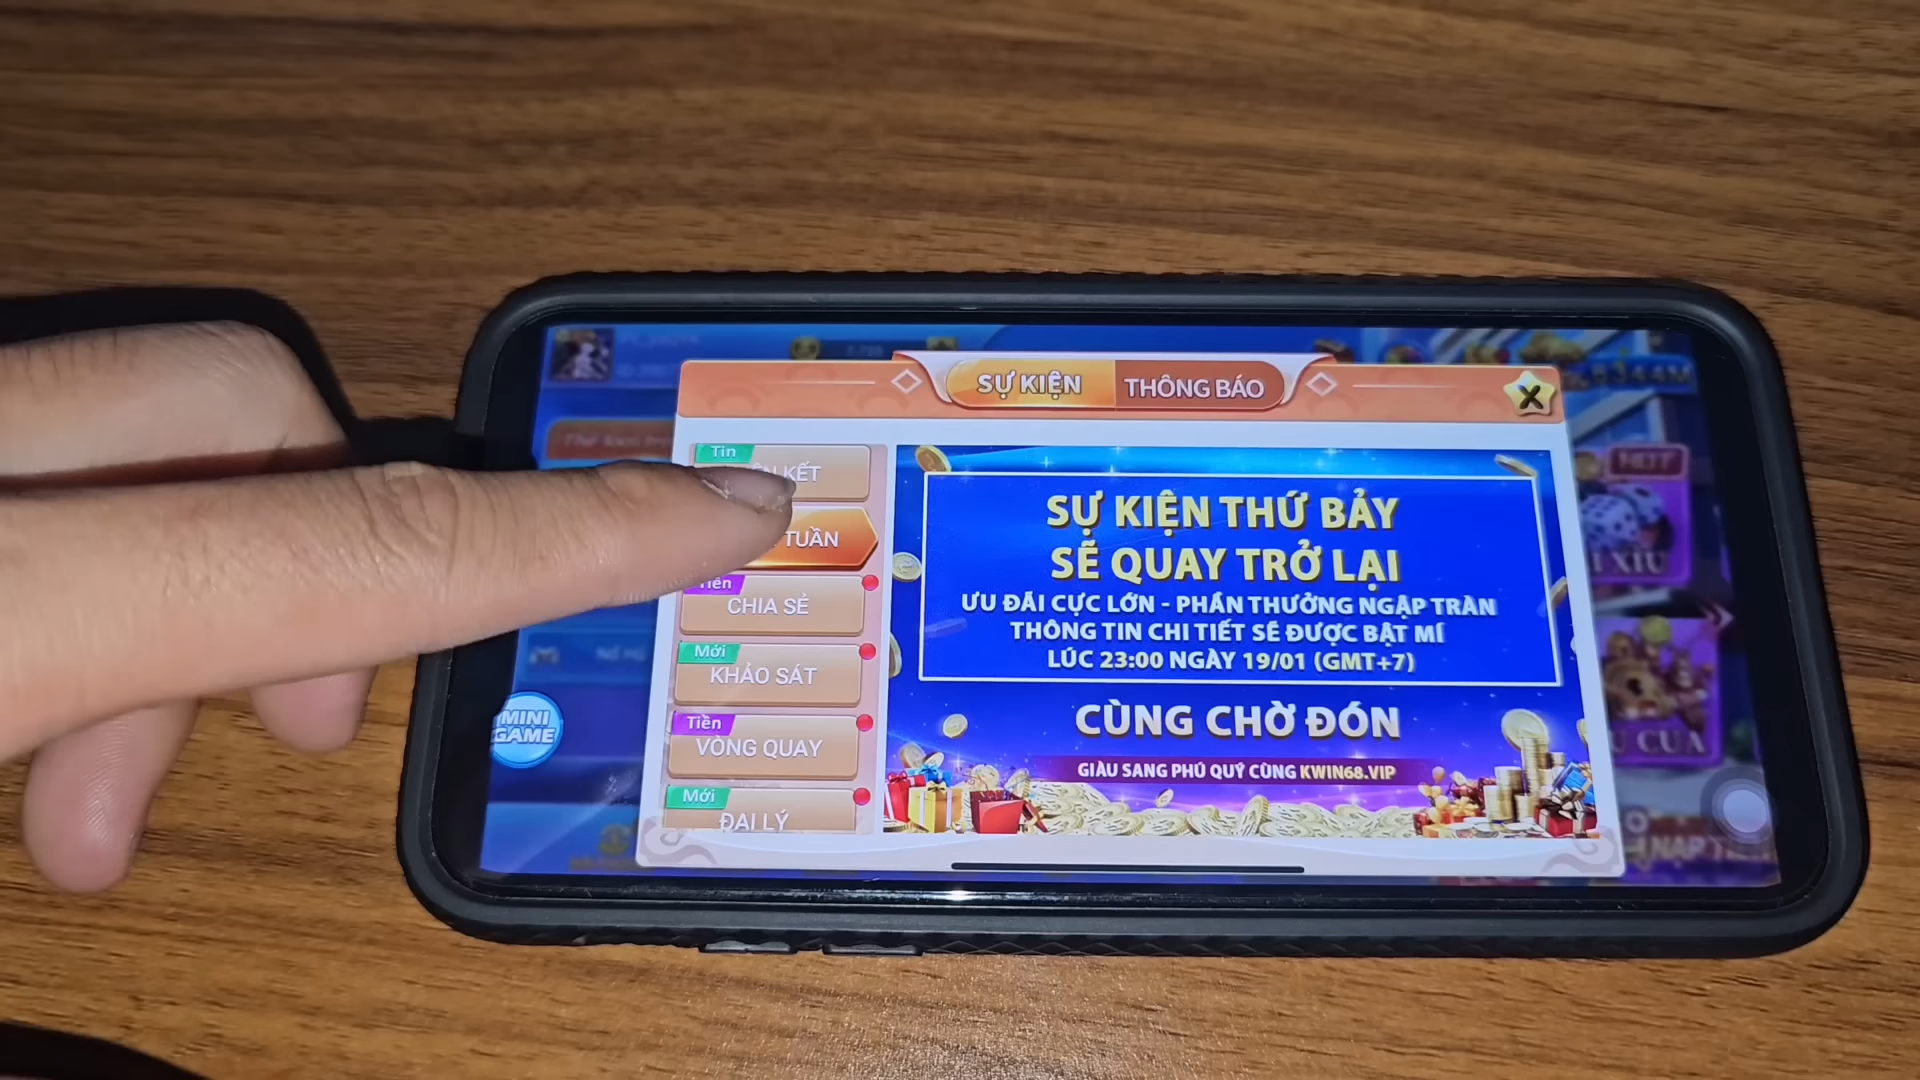 SỰ KIỆN
THÔNG BÁO
Tin
KẾT
TUẦN
Tiền
CHIA SẺ
Mới
KHẢO SÁT
Tiền
VÒNG QUAY
Mới
ĐẠI LÝ
SỰ KIỆN THỨ BẢY
SẼ QUAY TRỞ LẠI
ƯU ĐÃI CỰC LỚN - PHẦN THƯỞNG NGẬP TRÀN
THÔNG TIN CHI TIẾT SẼ ĐƯỢC BẬT MÍ
LÚC 23:00 NGÀY 19/01 (GMT+7)
CÙNG CHỜ ĐÓN
GIÀU SANG PHÚ QUÝ CÙNG KWIN68.VIP
MINI
GAME
HOT
XỈU
CUA